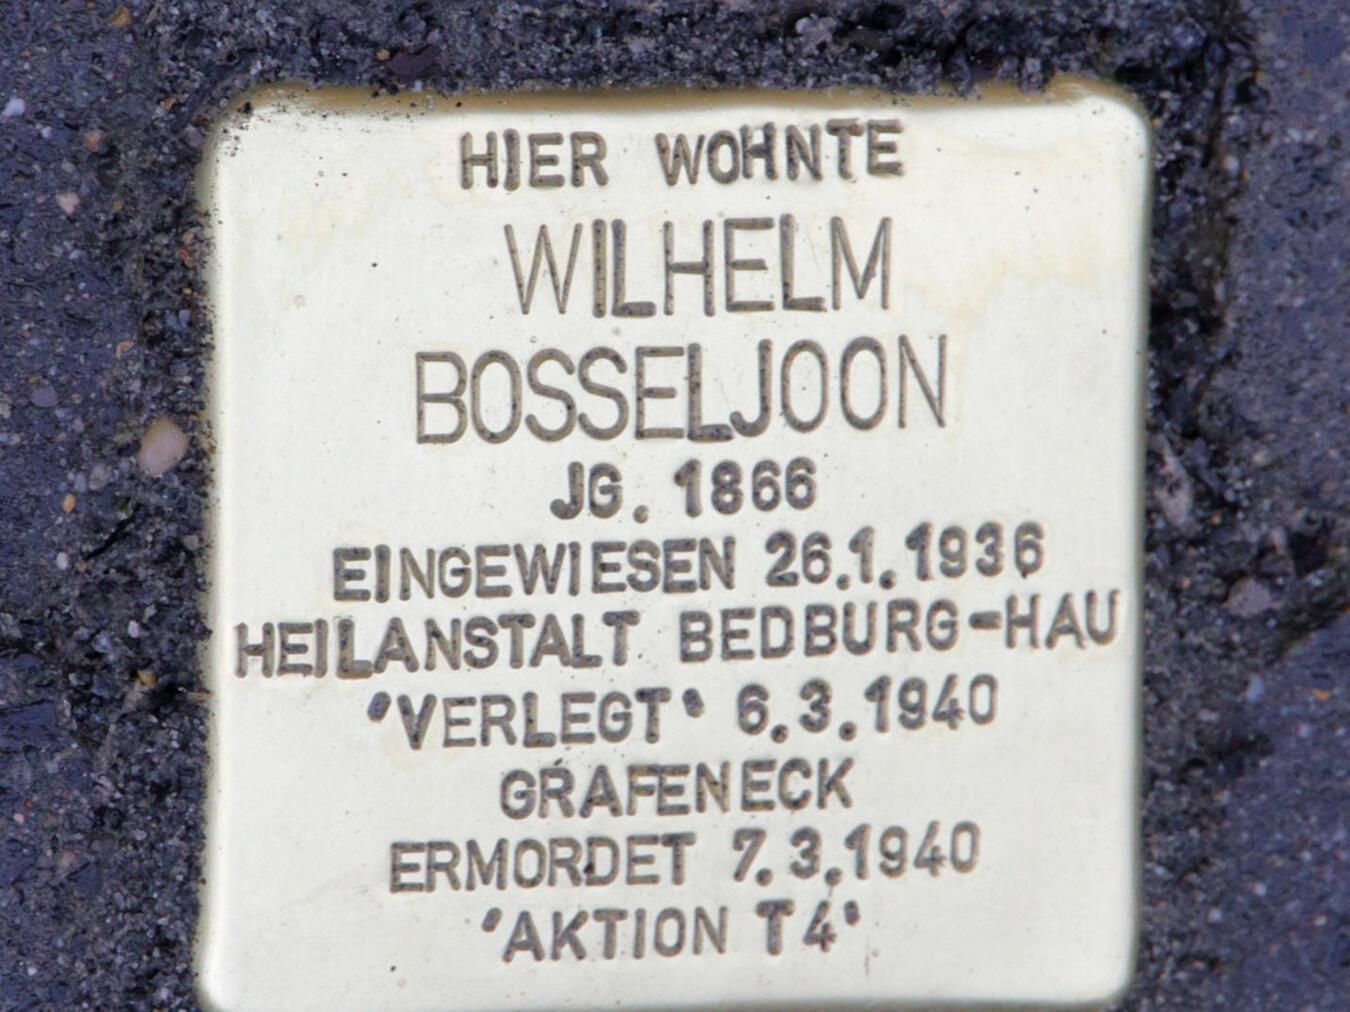 HIER WOHNTE
WILHELM
BOSSELJOON
JG. 1866
EINGEWIESEN 26.1.1936
HEILANSTALT BEDBURG-HAU
'VERLEGT' 6.3.1940
GRAFENECK
ERMORDET 7.3.1940
'AKTION T4'